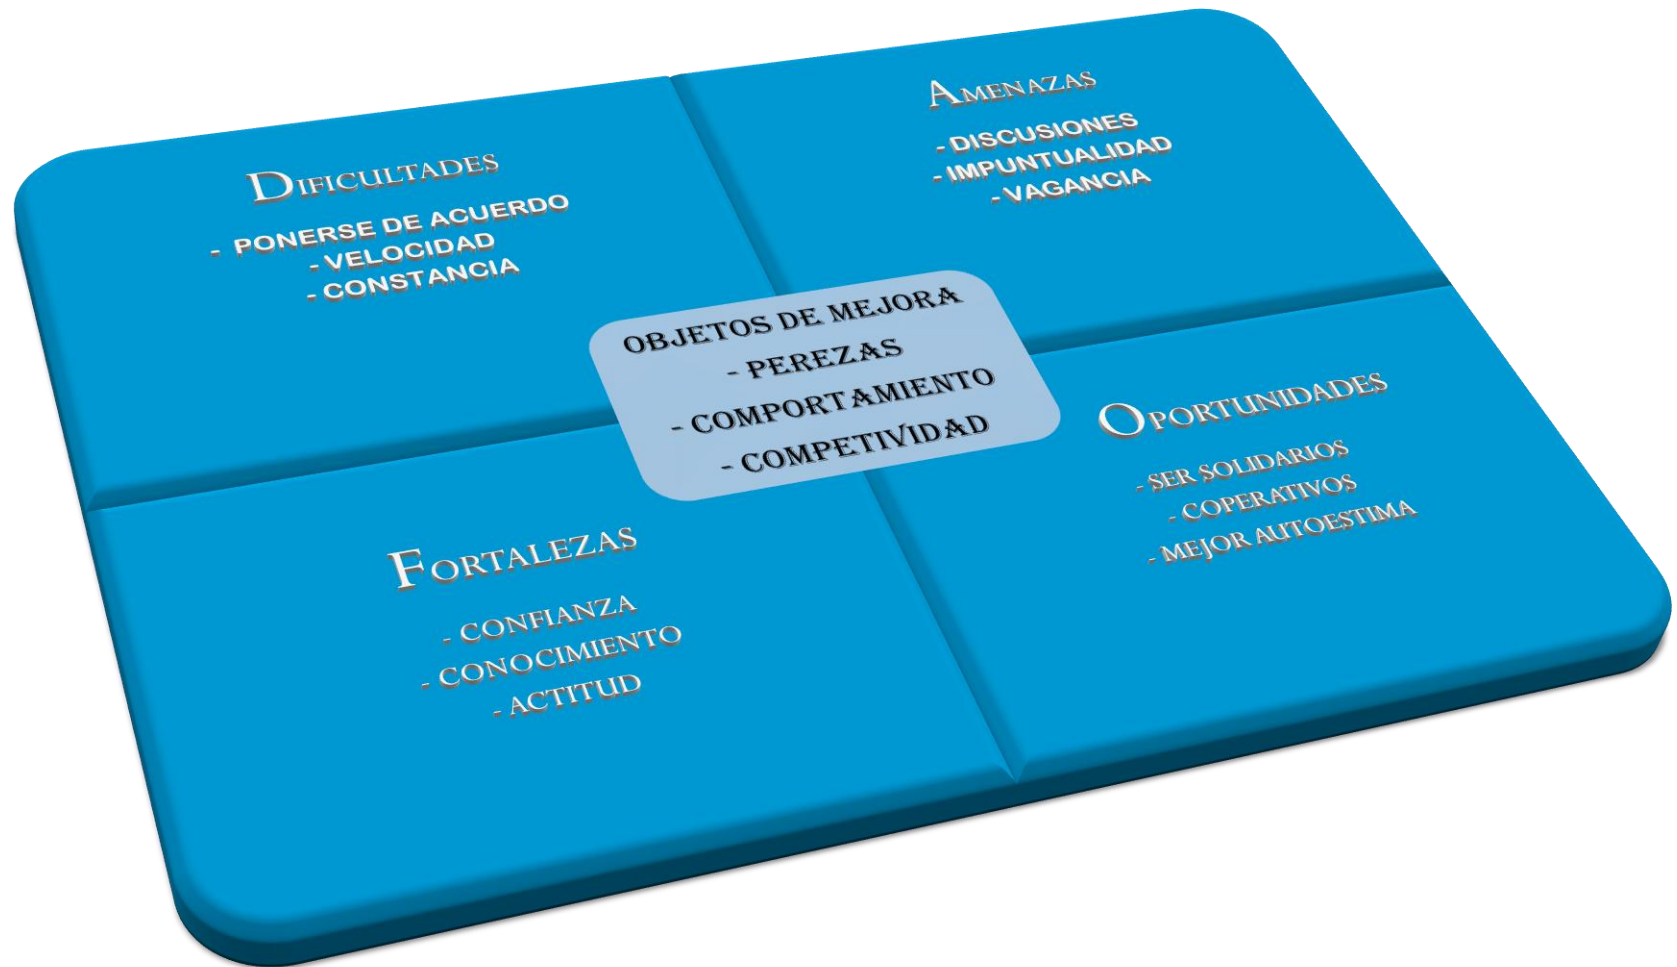 DIFICULTADES
- PONERSE DE ACUERDO
- VELOCIDAD
- CONSTANCIA
AMENAZAS
- DISCUSIONES
- IMPUNTUALIDAD
- VAGANCIA
OBJETOS DE MEJORA
- PEREZAS
- COMPORTAMIENTO
- COMPETIVIDAD
FORTALEZAS
- CONFIANZA
- CONOCIMIENTO
- ACTITUD
OPORTUNIDADES
- SER SOLIDARIOS
- COPERATIVOS
- MEJOR AUTOESTIMA